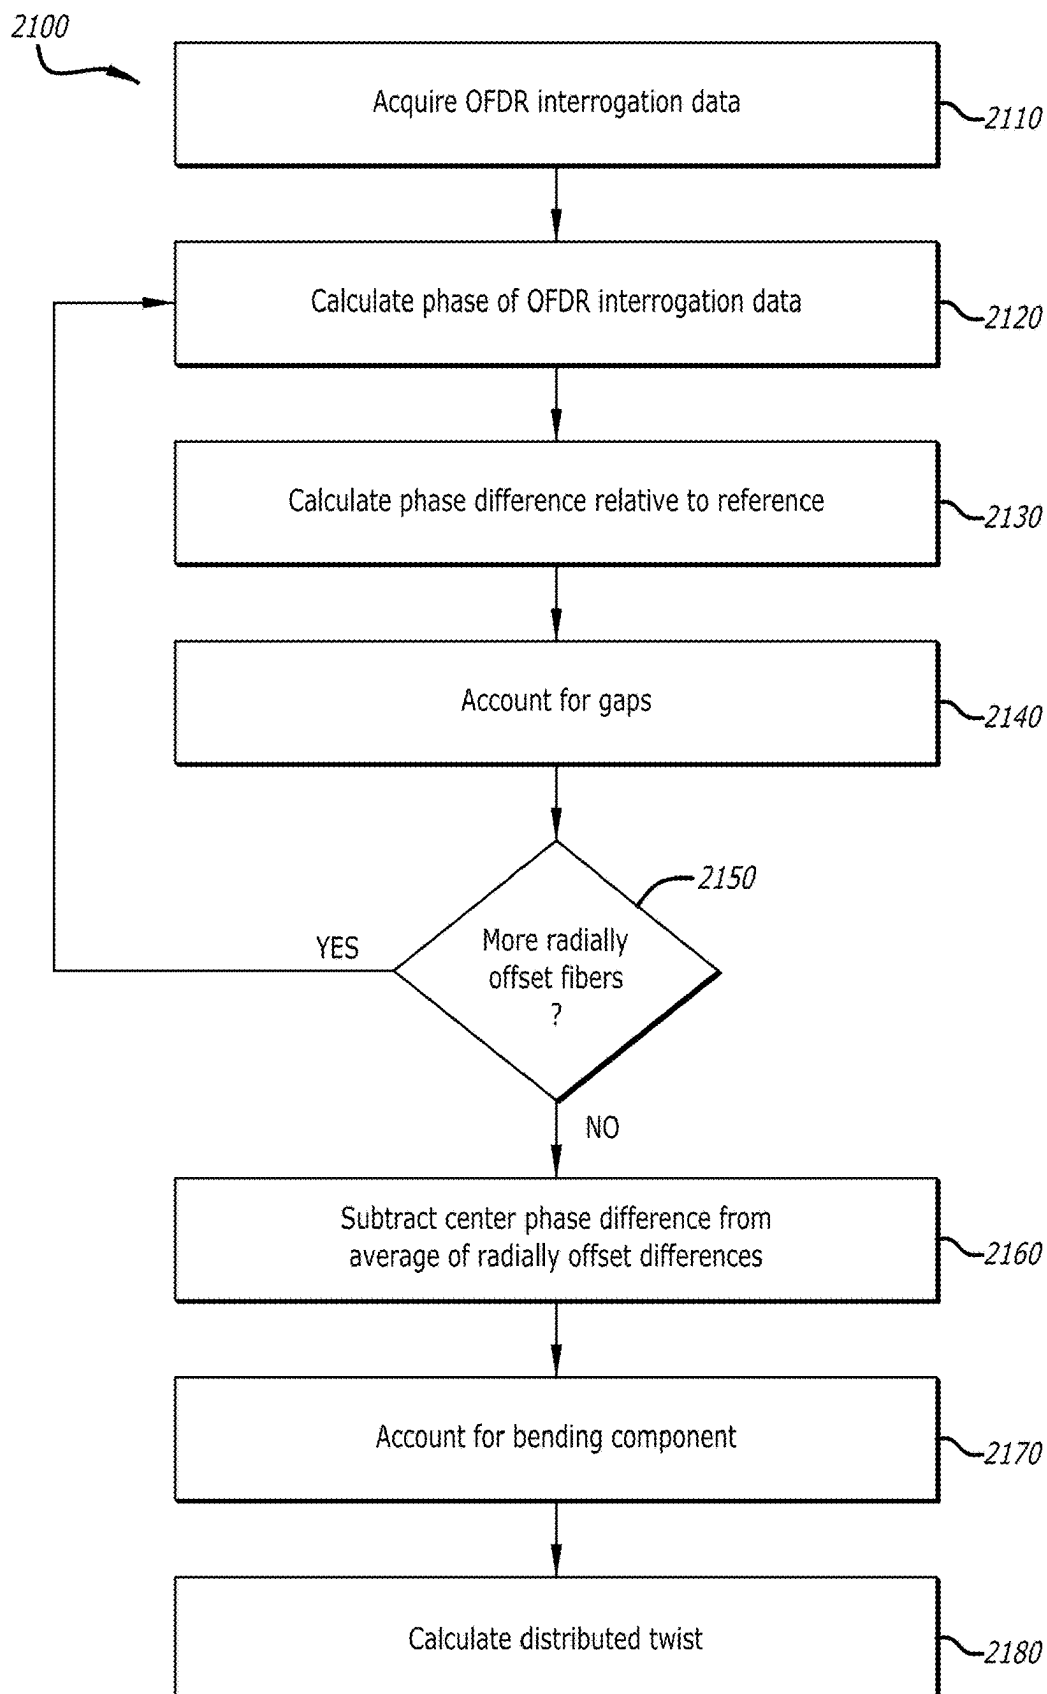 2100
Acquire OFDR interrogation data
2110
Calculate phase of OFDR interrogation data
2120
Calculate phase difference relative to reference
2130
Account for gaps
2140
2150
More radially
offset fibers
?
YES
NO
Subtract center phase difference from
average of radially offset differences
2160
Account for bending component
2170
Calculate distributed twist
2180